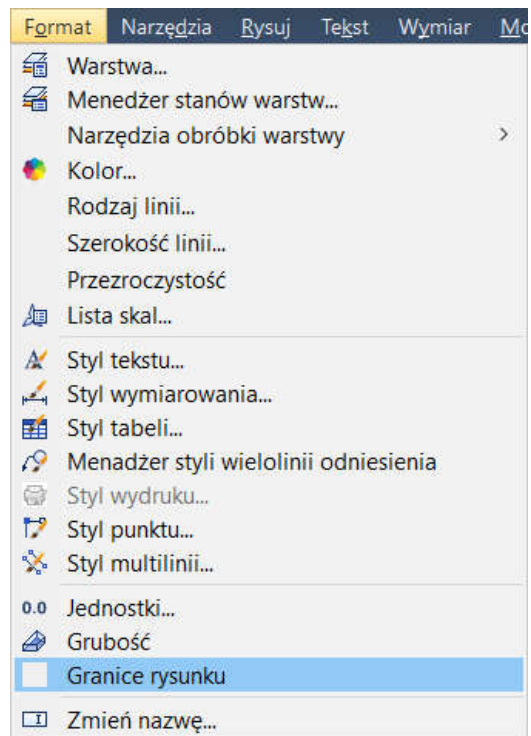 Format Narzędzia Rysuj Tekst Wymiar
Warstwa...
Menedżer stanów warstw...
Narzędzia obróbki warstwy
Kolor...
Rodzaj linii...
Szerokość linii...
Przezroczystość
Lista skal...
Styl tekstu...
Styl wymiarowania...
Styl tabeli...
Menadżer styli wielolinii odniesienia
Styl wydruku...
Styl punktu...
Styl multilinii...
0.0 Jednostki...
Grubość
Granice rysunku
Zmień nazwę...